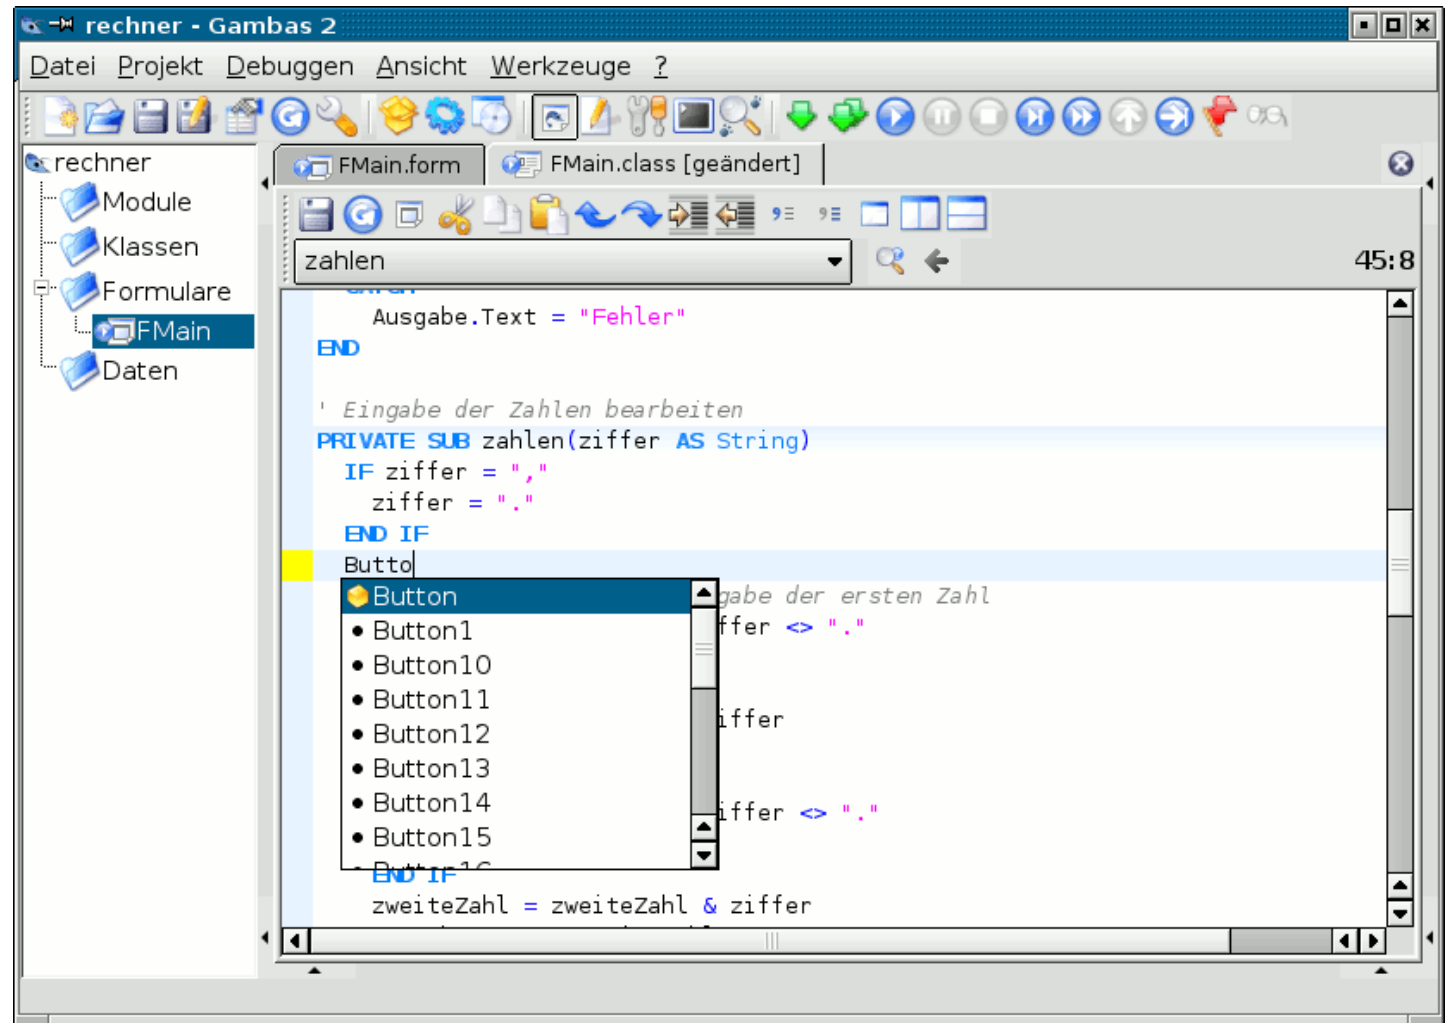 rechner - Gambas 2
Datei Projekt Debuggen Ansicht Werkzeuge ?
rechner
Module
Klassen
Formulare
FMain
Daten
FMain.form
FMain.class [geändert]
zahlen
45:8
Ausgabe.Text = "Fehler"
END
' Eingabe der Zahlen bearbeiten
PRIVATE SUB zahlen(ziffer AS String)
IF ziffer = ","
ziffer = "."
END IF
Butto
Button
gabe der ersten Zahl
Button1
ffer <> "."
Button10
Button11
iffer
Button12
Button13
Button14
iffer <> "."
Button15
END IF
zweiteZahl = zweiteZahl & ziffer